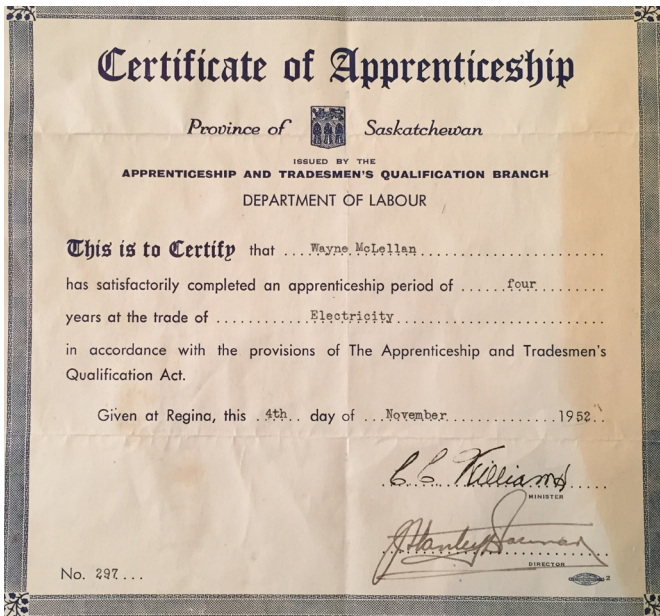 Certificate of Apprenticeship
Province of Saskatchewan
ISSUED BY THE
APPRENTICESHIP AND TRADESMEN'S QUALIFICATION BRANCH
DEPARTMENT OF LABOUR
This is to Certify that ....Wayne McLellan..............................
has satisfactorily completed an apprenticeship period of ......four..........
years at the trade of ..............Electricity..................................
in accordance with the provisions of The Apprenticeship and Tradesmen's
Qualification Act.
Given at Regina, this .4th.. day of ...November................1952..
C C Williams
MINISTER
DIRECTOR
No. 297...
2